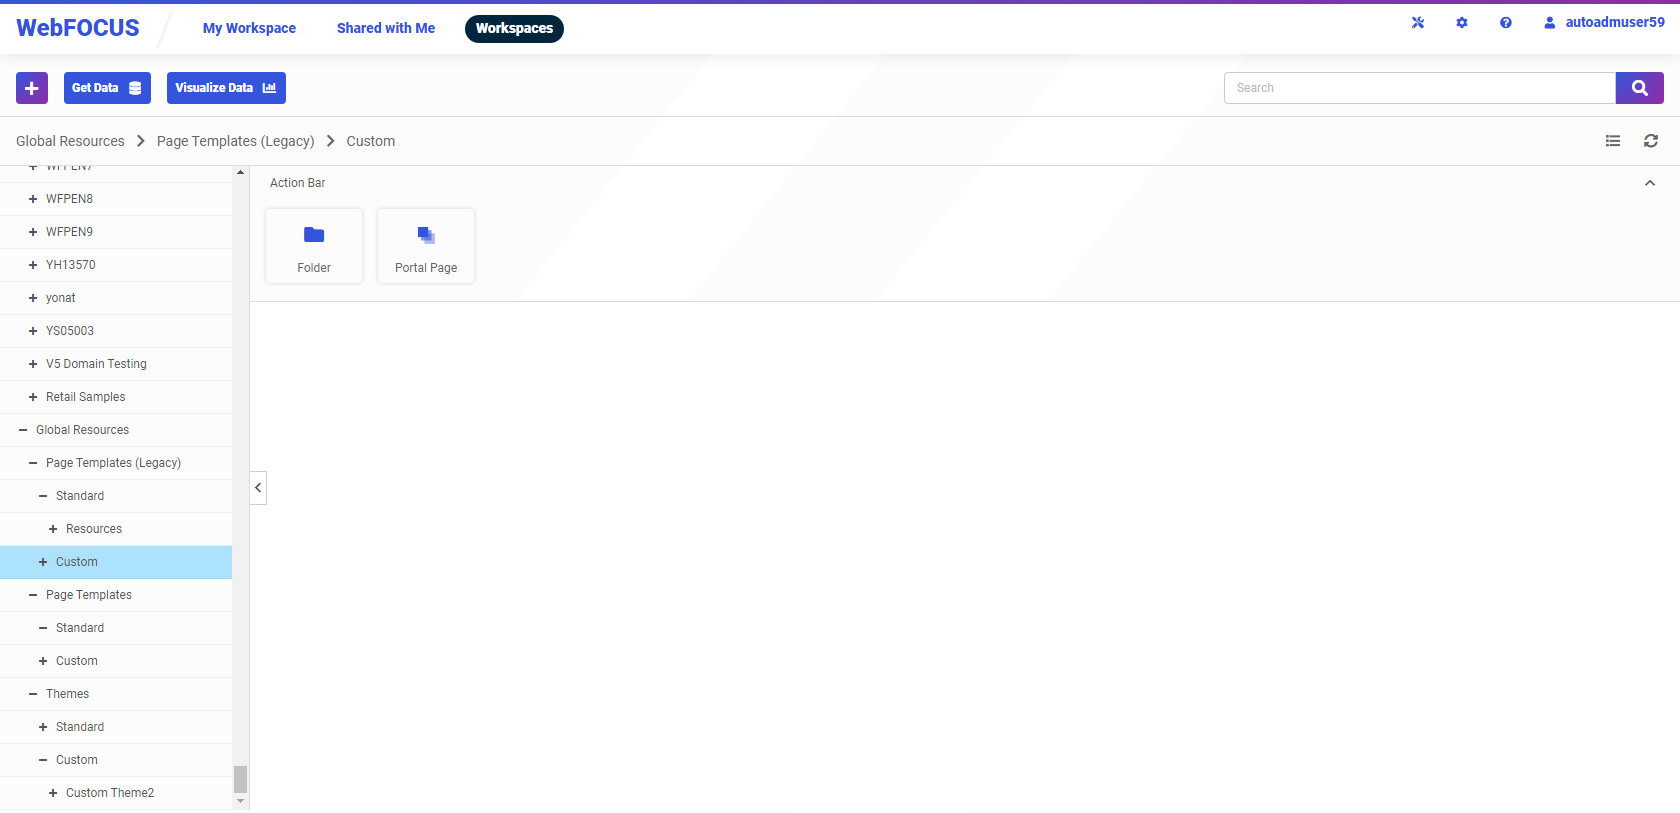 WebFOCUS
My Workspace
Shared with Me
Workspaces
autoadmuser59
Get Data
Visualize Data
Search
Global Resources
Page Templates (Legacy)
Custom
WFPEN7
WFPEN8
WFPEN9
YH13570
yonat
YS05003
V5 Domain Testing
Retail Samples
Global Resources
Page Templates (Legacy)
Standard
Resources
Custom
Page Templates
Standard
Custom
Themes
Standard
Custom
Custom Theme2
Action Bar
Folder
Portal Page